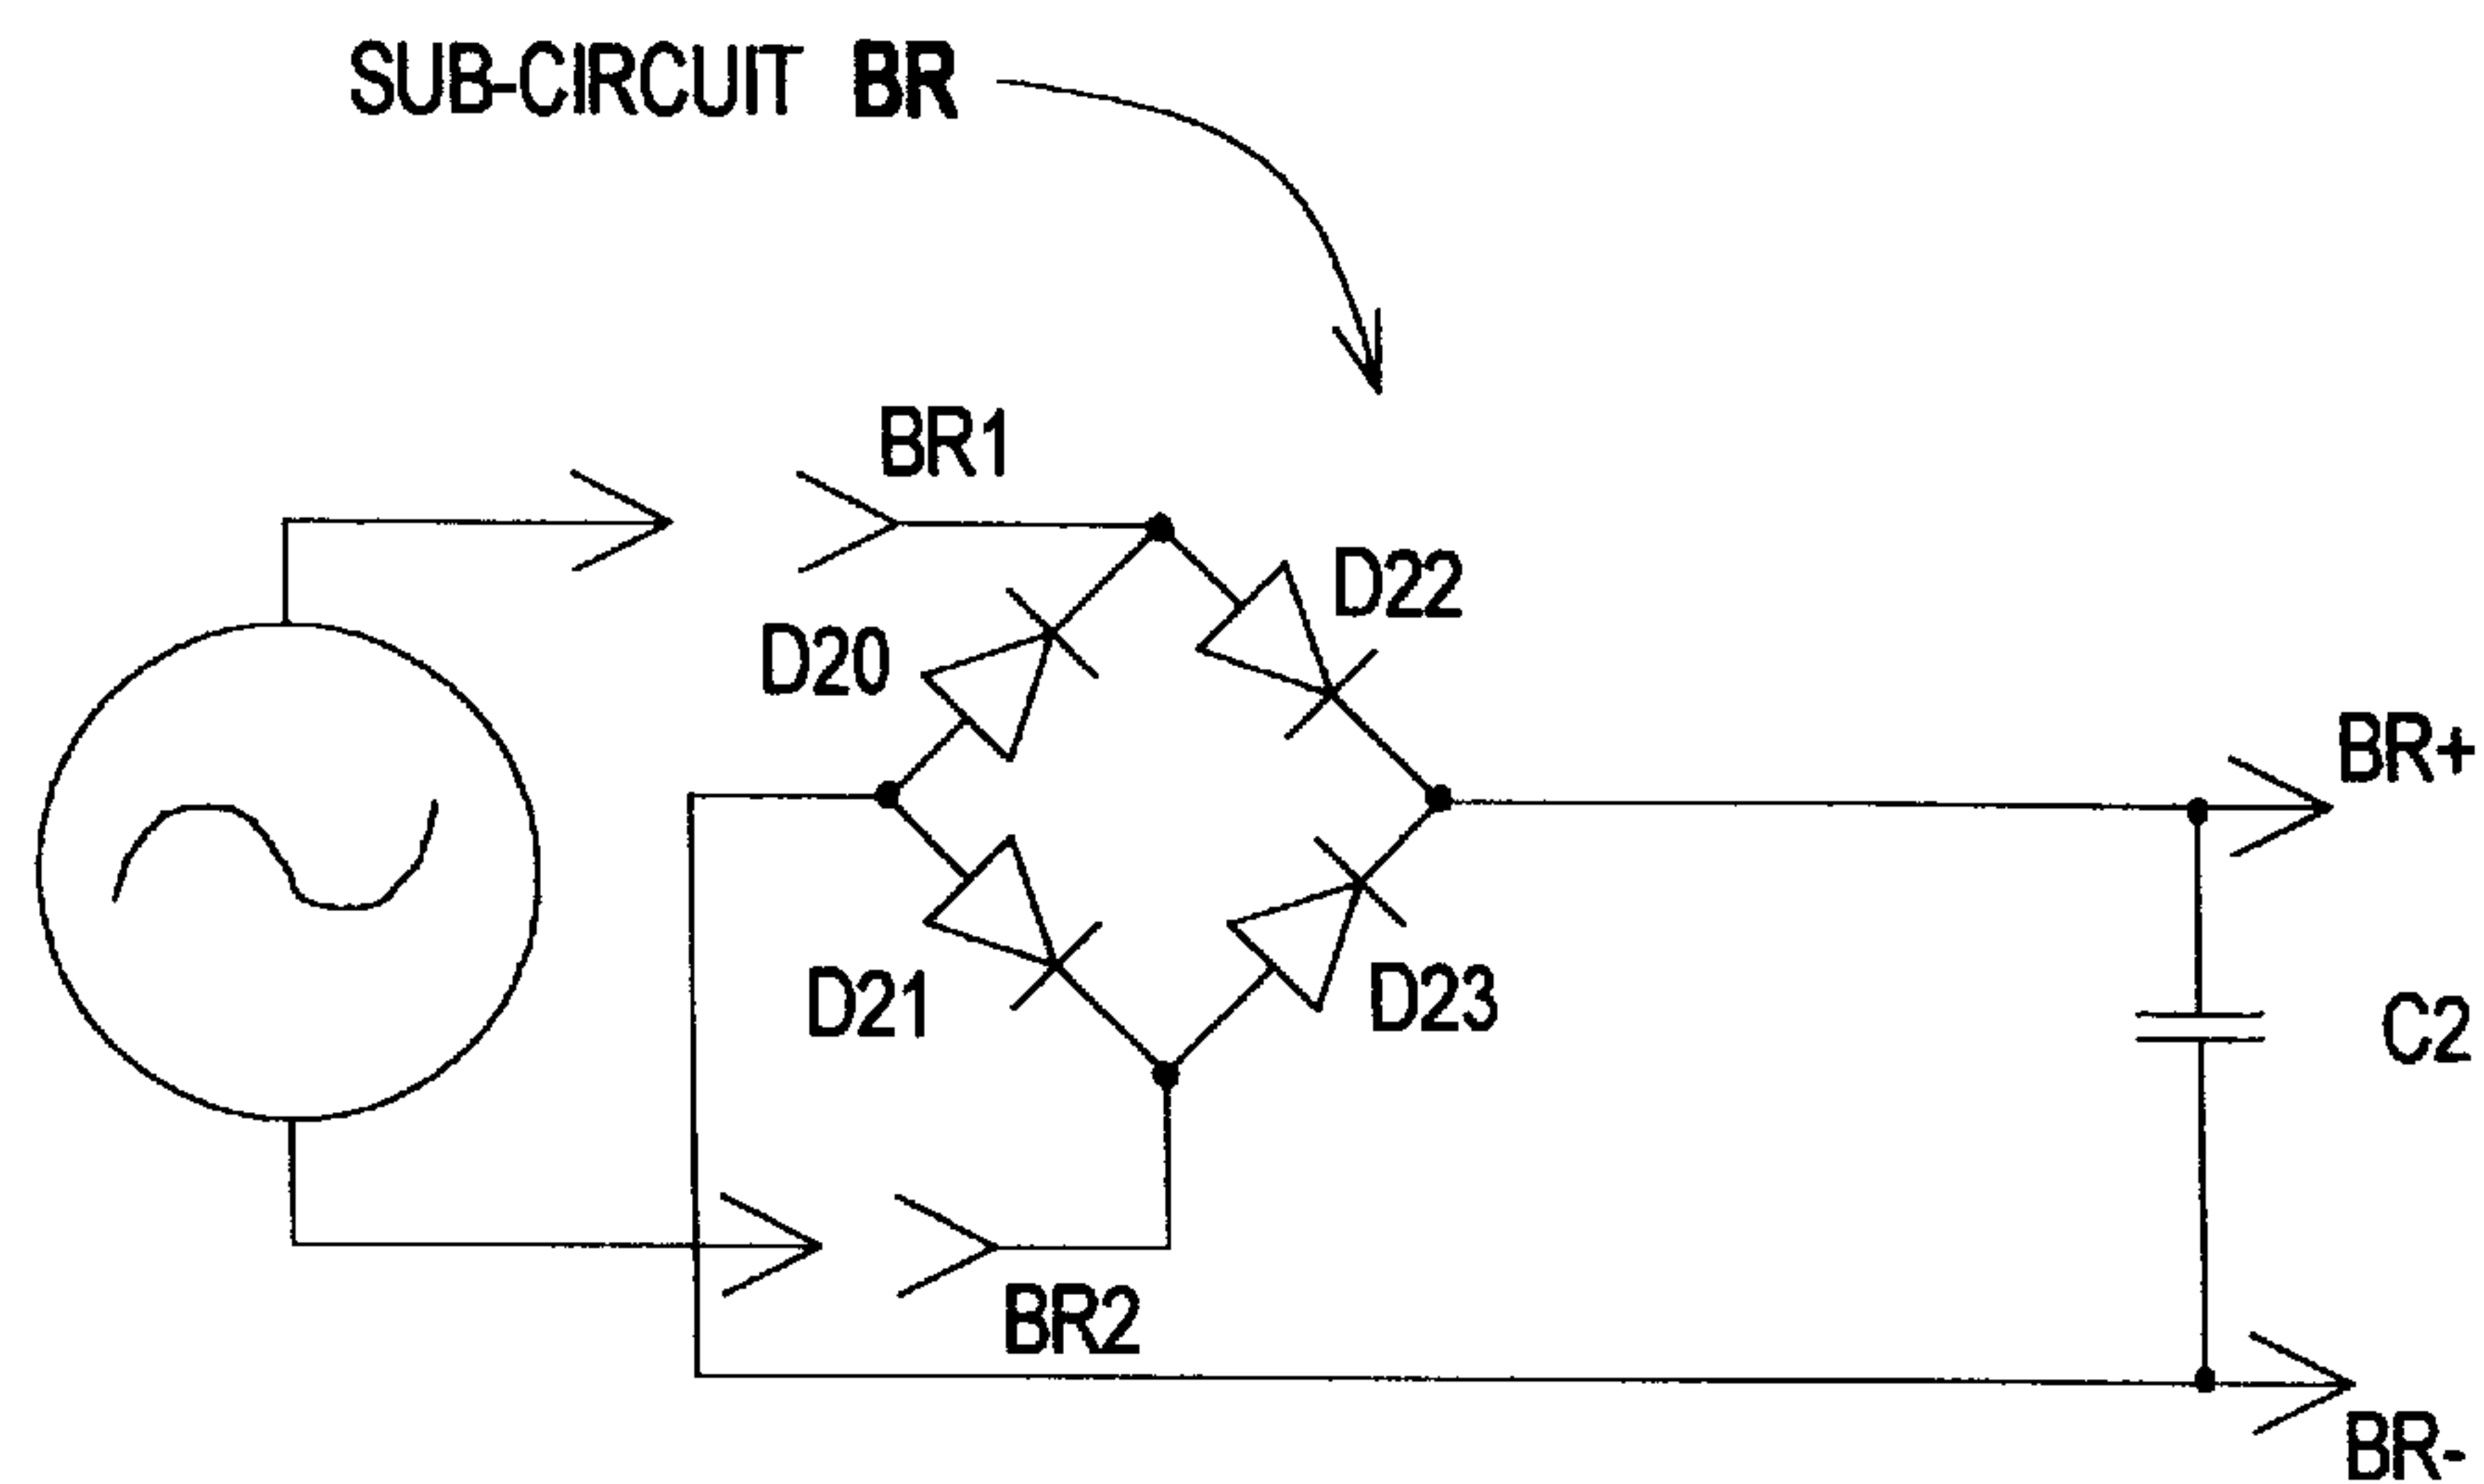 SUB-CIRCUIT BR
BR1
D22
D20
BR+
D21
D23
C2
BR2
BR-